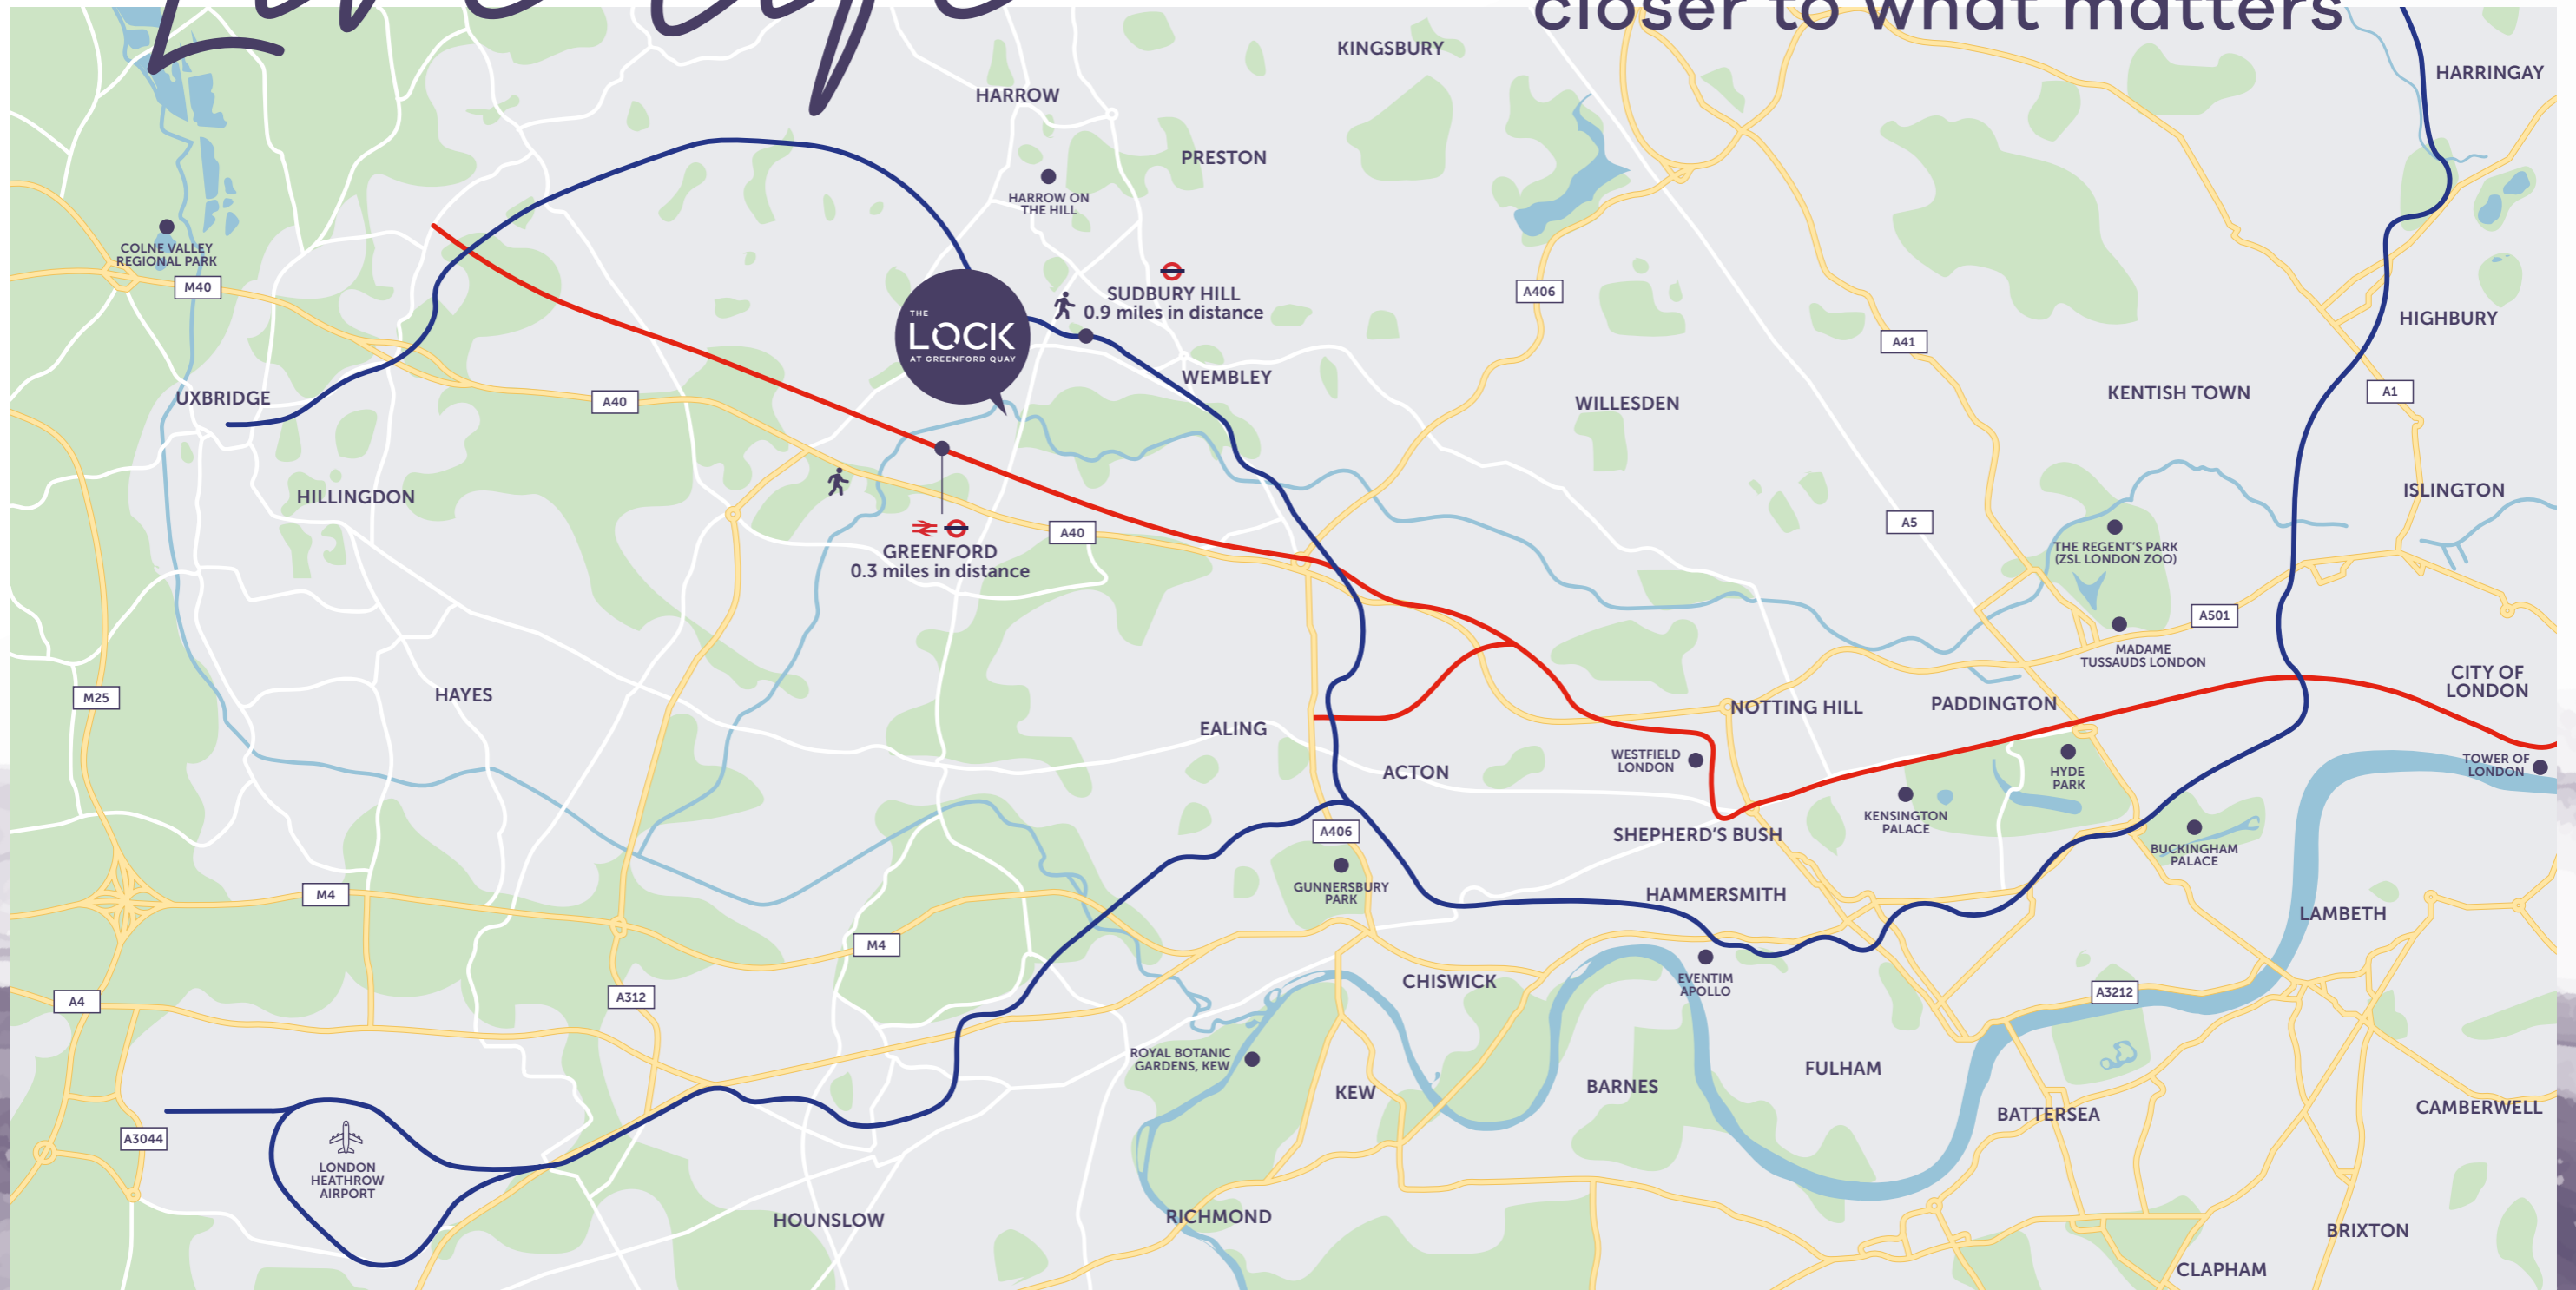 Live life
closer to what matters
KINGSBURY
HARRINGAY
HARROW
PRESTON
HARROW ON
THE HILL
COLNE VALLEY
REGIONAL PARK
M40
SUDBURY HILL
0.9 miles in distance
A406
THE
LOCK
AT GREENFORD QUAY
HIGHBURY
A41
WEMBLEY
UXBRIDGE
A40
WILLESDEN
KENTISH TOWN
A1
HILLINGDON
ISLINGTON
A5
A40
GREENFORD
0.3 miles in distance
THE REGENT'S PARK
(ZSL LONDON ZOO)
A501
MADAME
TUSSAUDS LONDON
M25
HAYES
CITY OF
LONDON
NOTTING HILL
PADDINGTON
EALING
ACTON
WESTFIELD
LONDON
TOWER OF
LONDON
HYDE
PARK
KENSINGTON
PALACE
A406
SHEPHERD'S BUSH
BUCKINGHAM
PALACE
GUNNERSBURY
PARK
M4
HAMMERSMITH
LAMBETH
M4
CHISWICK
EVENTIM
APOLLO
A3212
A4
A312
ROYAL BOTANIC
GARDENS, KEW
FULHAM
KEW
BARNES
BATTERSEA
CAMBERWELL
A3044
LONDON
HEATHROW
AIRPORT
HOUNSLOW
RICHMOND
BRIXTON
CLAPHAM